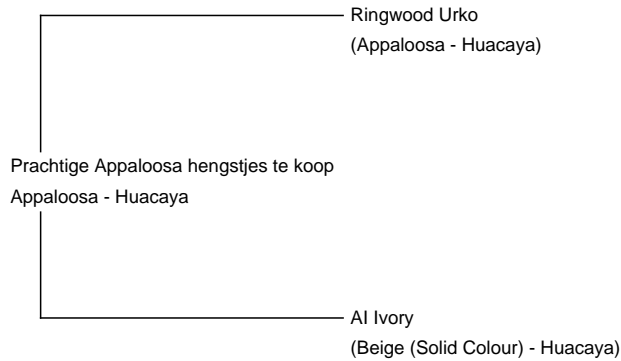 Ringwood Urko
(Appaloosa - Huacaya)
Prachtige Appaloosa hengstjes te koop
Appaloosa - Huacaya
AI Ivory
(Beige (Solid Colour) - Huacaya)